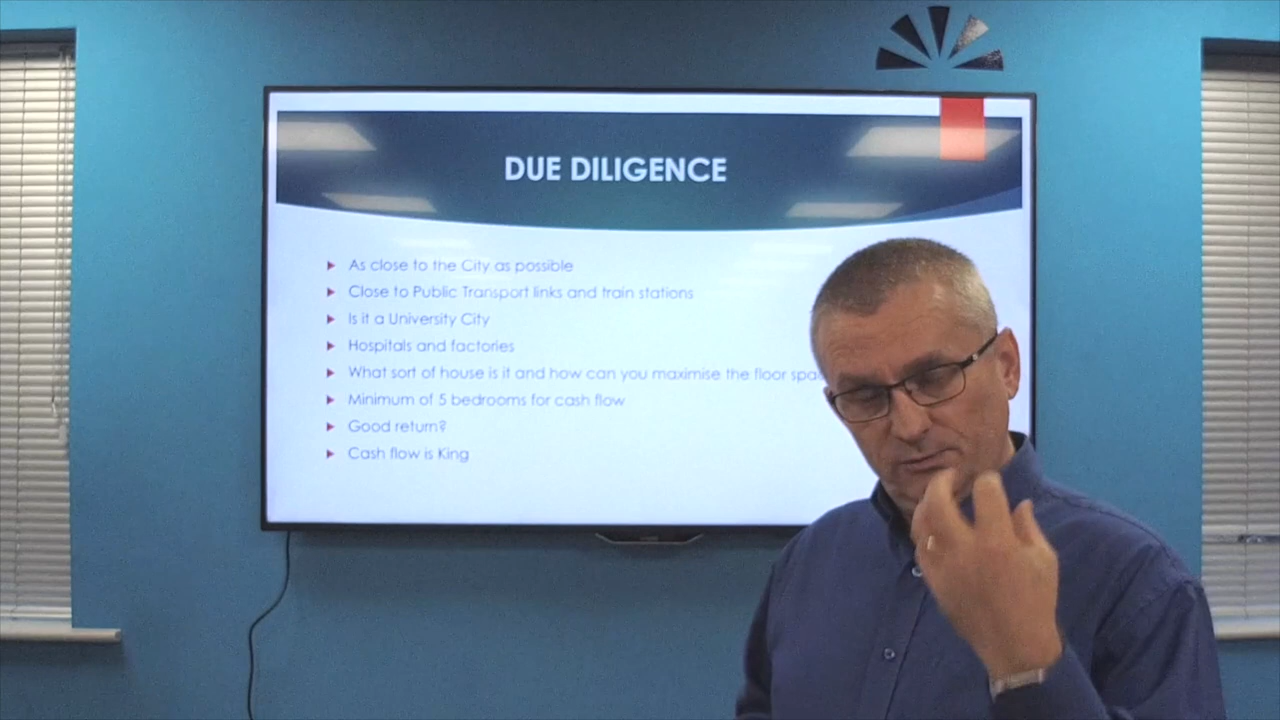 DUE DILIGENCE
As close to the City as possible
Close to Public Transport links and train stations
Is it a University City
Hospitals and factories
What sort of house is it and how can you maximise the floor
Minimum of 5 bedrooms for cash flow
Good return?
Cash flow is King